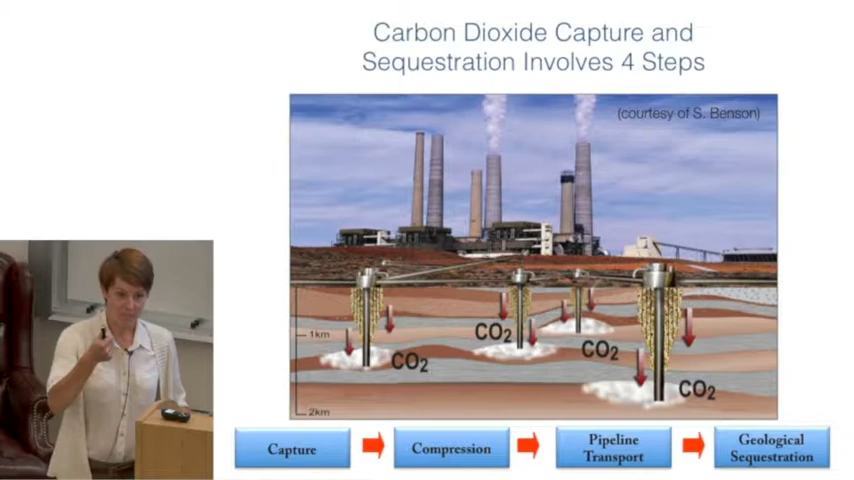 Carbon Dioxide Capture and
Sequestration Involves 4 Steps
(courtesy of S. Benson)
1km
CO2
CO2
CO2
CO2
2km
Capture
Compression
Pipeline
Transport
Geological
Sequestration